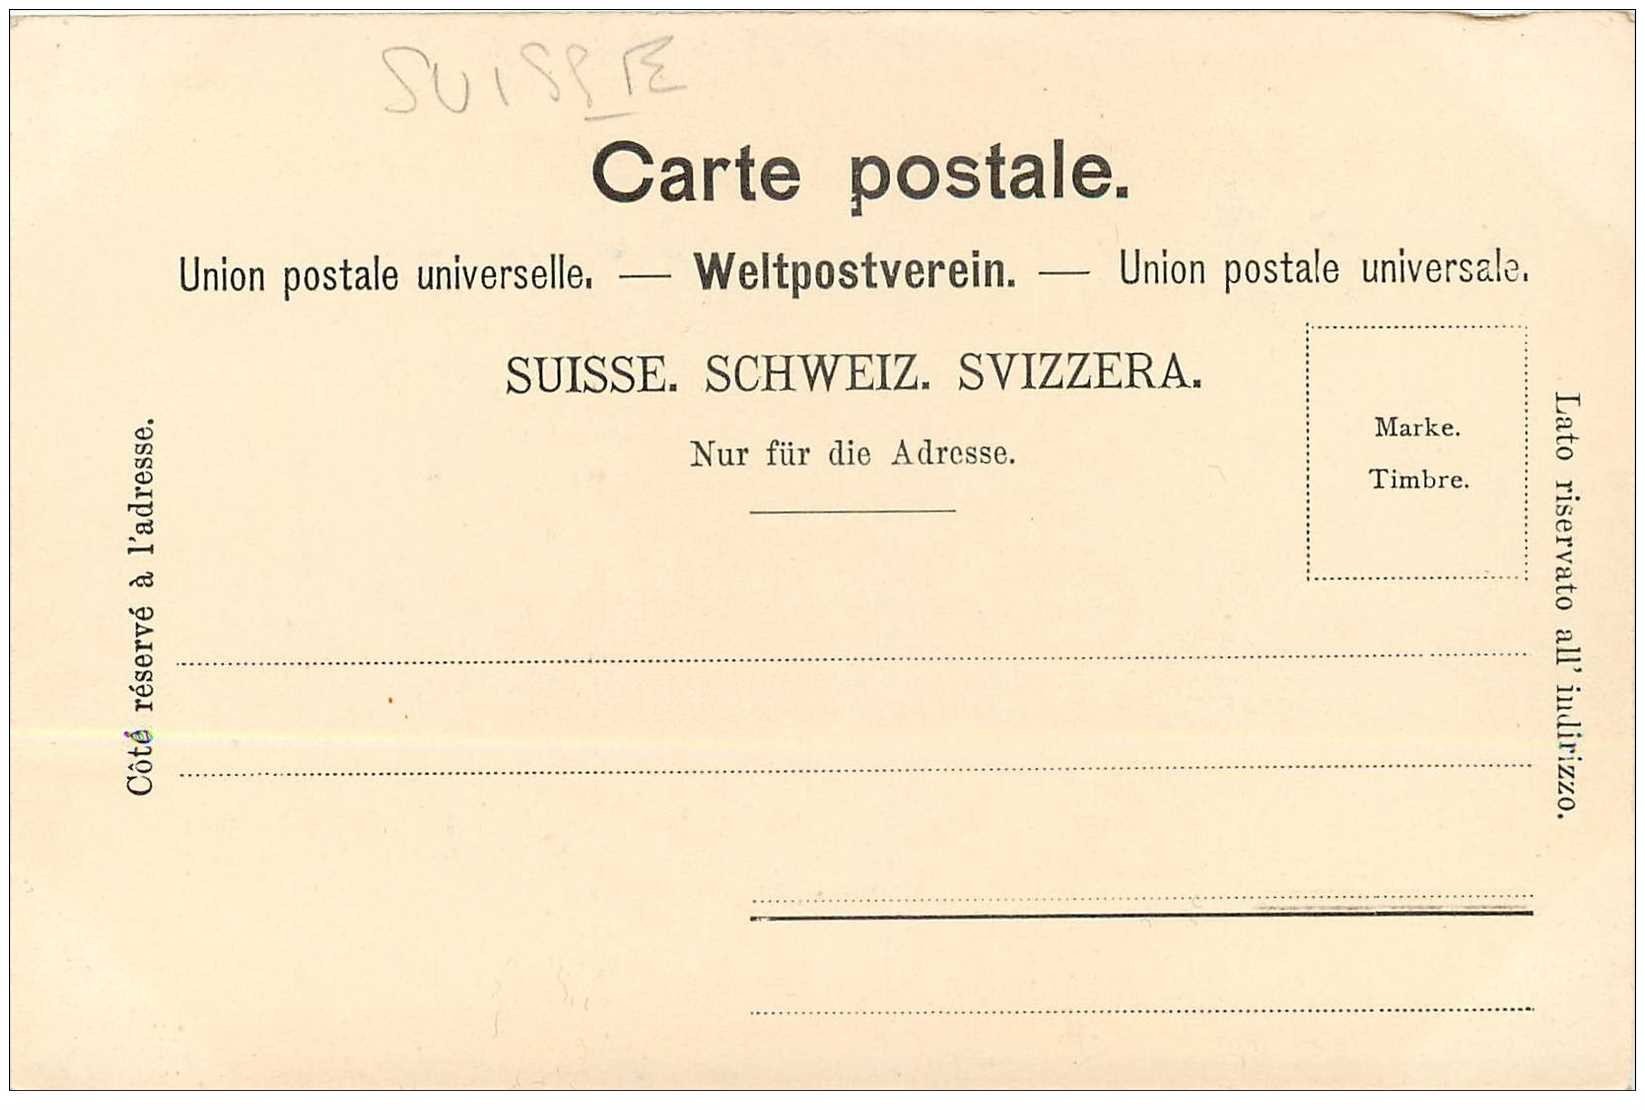 SUISSE
Carte postale.
Union postale universelle. — Weltpostverein. — Union postale universale.
SUISSE. SCHWEIZ. SVIZZERA.
Nur für die Adresse.
Marke.
Timbre.
Côté réservé à l'adresse.
Lato riservato all' indirizzo.